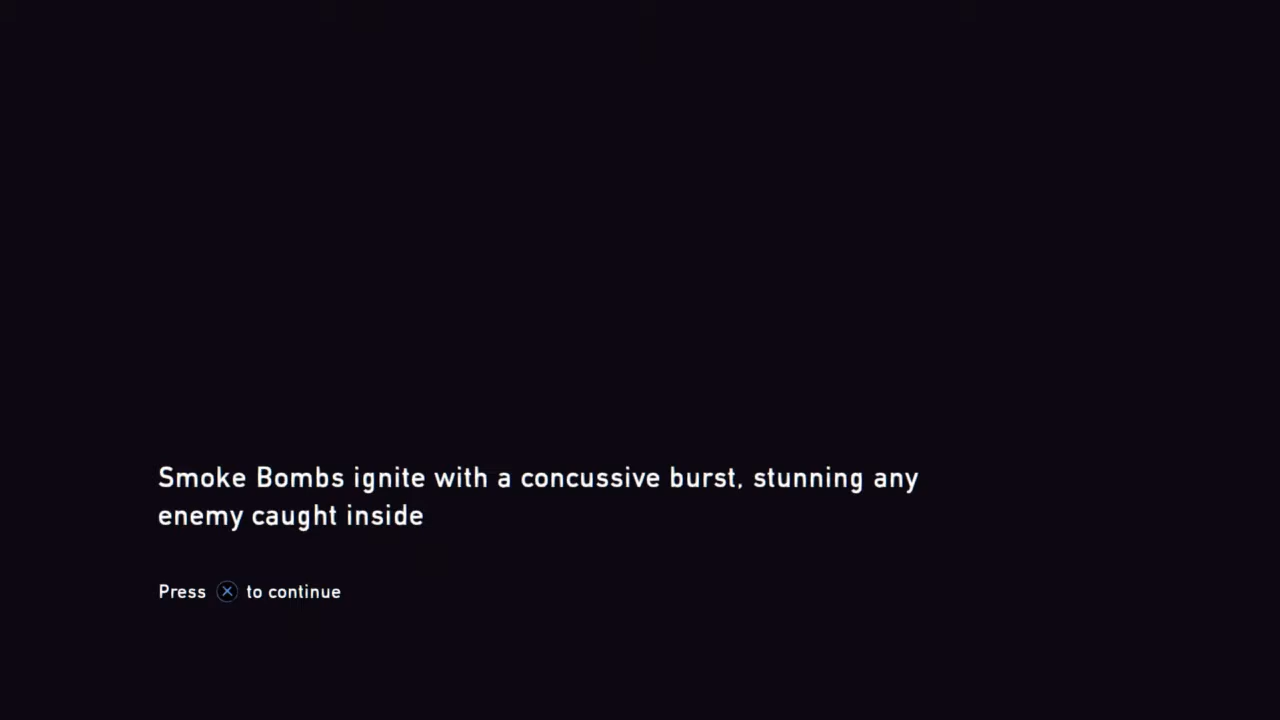 Smoke Bombs ignite with a concussive burst, stunning any
enemy caught inside
Press ⓧ to continue